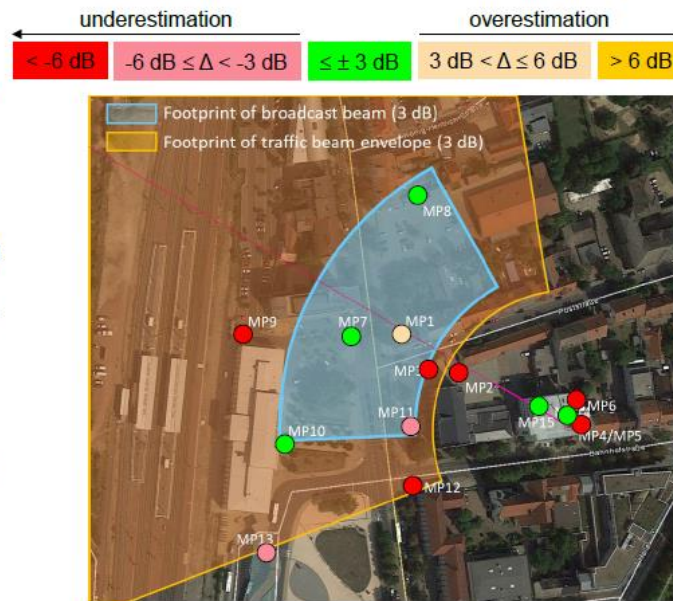 underestimation
overestimation
< -6 dB
-6 dB ≤ Δ < -3 dB
≤ ± 3 dB
3 dB < Δ ≤ 6 dB
> 6 dB
Footprint of broadcast beam (3 dB)
Footprint of traffic beam envelope (3 dB)
MP8
Poststraße
MP9
MP7
MP1
MP3
MP2
MP6
MP11
MP15
MP4/MP5
MP10
Bahnhofstraße
MP12
MP13